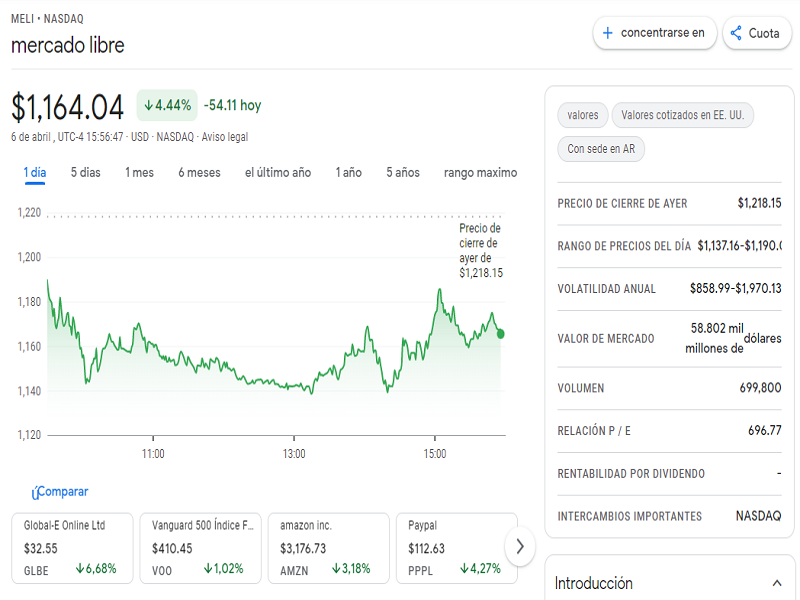 MELI • NASDAQ
mercado libre
+ concentrarse en
Cuota
$1,164.04
↓4.44%
-54.11 hoy
6 de abril , UTC-4 15:56:47 · USD · NASDAQ · Aviso legal
1 día
5 dias
1 mes
6 meses
el último año
1 año
5 años
rango maximo
1,220
1,200
1,180
1,160
1,140
1,120
Precio de
cierre de
ayer de
$1,218.15
11:00
13:00
15:00
Comparar
Global-E Online Ltd
$32.55
GLBE ↓6,68%
Vanguard 500 Índice F...
$410.45
VOO ↓1,02%
amazon inc.
$3,176.73
AMZN ↓3,18%
Paypal
$112.63
PPPL ↓4,27%
valores
Valores cotizados en EE. UU.
Con sede en AR
PRECIO DE CIERRE DE AYER $1,218.15
RANGO DE PRECIOS DEL DÍA $1,137.16-$1,190.0
VOLATILIDAD ANUAL $858.99-$1,970.13
VALOR DE MERCADO
58.802 mil
millones de
dólares
VOLUMEN 699,800
RELACIÓN P / E 696.77
RENTABILIDAD POR DIVIDENDO -
INTERCAMBIOS IMPORTANTES NASDAQ
Introducción